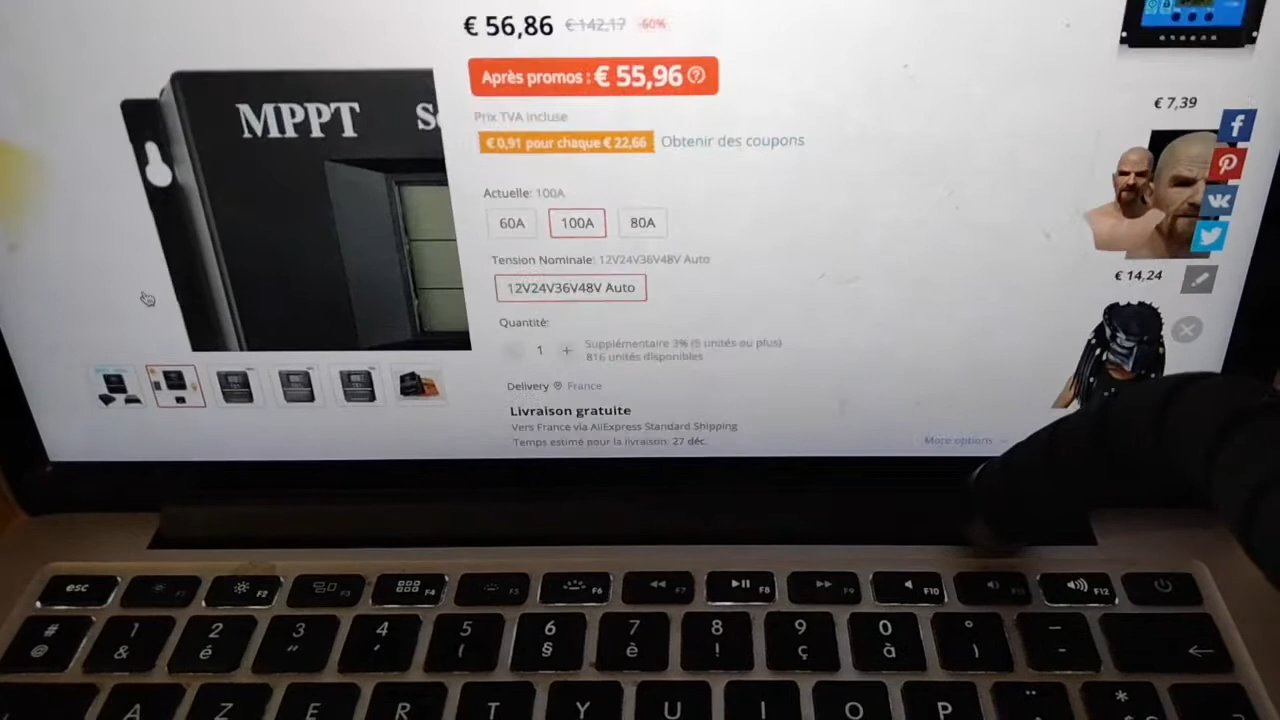 € 56,86 € 142,17 -60%
Après promos : € 55,96 ?
Prix TVA incluse
€ 0,91 pour chaque € 22,66 Obtenir des coupons
€ 7,39
MPPT
Actuelle: 100A
60A 100A 80A
Tension Nominale: 12V24V36V48V Auto
12V24V36V48V Auto
€ 14,24
Quantité:
1 + Supplémentaire 3% (5 unités ou plus)
816 unités disponibles
Delivery France
Livraison gratuite
Vers France via AliExpress Standard Shipping
Temps estimé pour la livraison: 27 déc.
More options
esc F1 F2 F3 F4 F5 F6 F7 F8 F9 F10 F12
# @ 1 & 2 é 3 " 4 ' 5 ( 6 § 7 è 8 ! 9 ç 0 à ° ) _ -
A Z E R T Y U I O P ¨ *